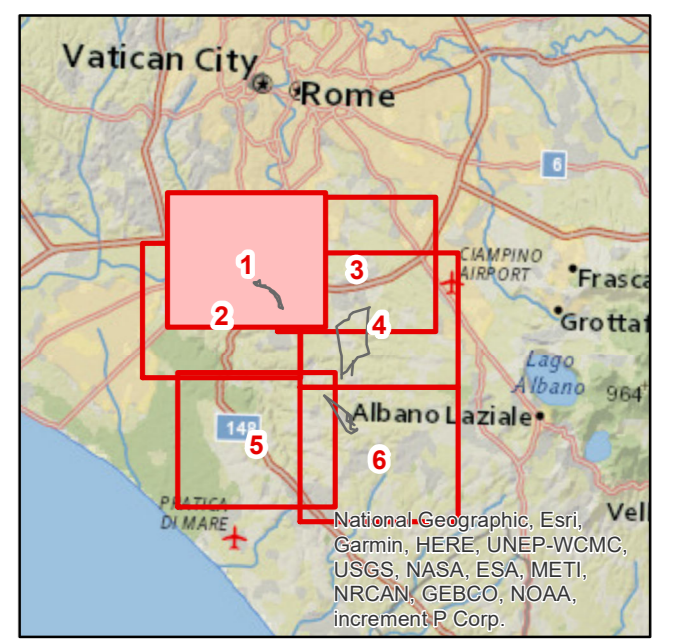 Vatican City
Rome
6
CIAMPINO
AIRPORT
1
3
Frasca
2
4
Grottaf
Lago
Albano
964
Albano Laziale
148
5
6
PRATICA
DI MARE
Vell
National Geographic, Esri,
Garmin, HERE, UNEP-WCMC,
USGS, NASA, ESA, METI,
NRCAN, GEBCO, NOAA,
increment P Corp.